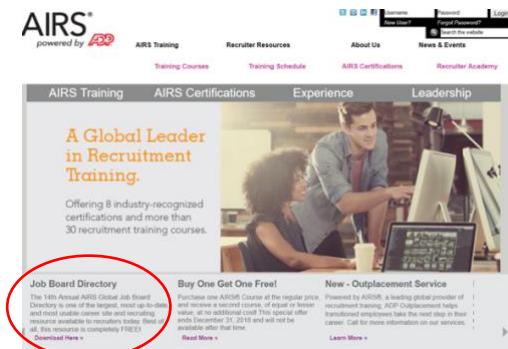 AIRS®
powered by ADP
Username Password Login
New User? Forgot Password?
Search the website
AIRS Training Recruiter Resources About Us News & Events
Training Courses Training Schedule AIRS Certifications Recruiter Academy
AIRS Training AIRS Certifications Experience Leadership
A Global Leader
in Recruitment
Training.
Offering 8 industry-recognized
certifications and more than
30 recruitment training courses.
Job Board Directory
The 14th Annual AIRS Global Job Board
Directory is one of the largest, most up-to-date,
and most usable career site and recruiting
resource available to recruiters today. Best of
all, this resource is completely FREE!
Download Here »
Buy One Get One Free!
Purchase one AIRS® Course at the regular price,
and receive a second course, of equal or lesser
value, at no additional cost! This special offer
ends December 31, 2018 and will not be
available after that time.
Read More »
New - Outplacement Service
Powered by AIRS®, a leading global provider of
recruitment training, ADP Outplacement helps
transitioned employees take the next step in their
career. Call for more information on our services.
Learn More »